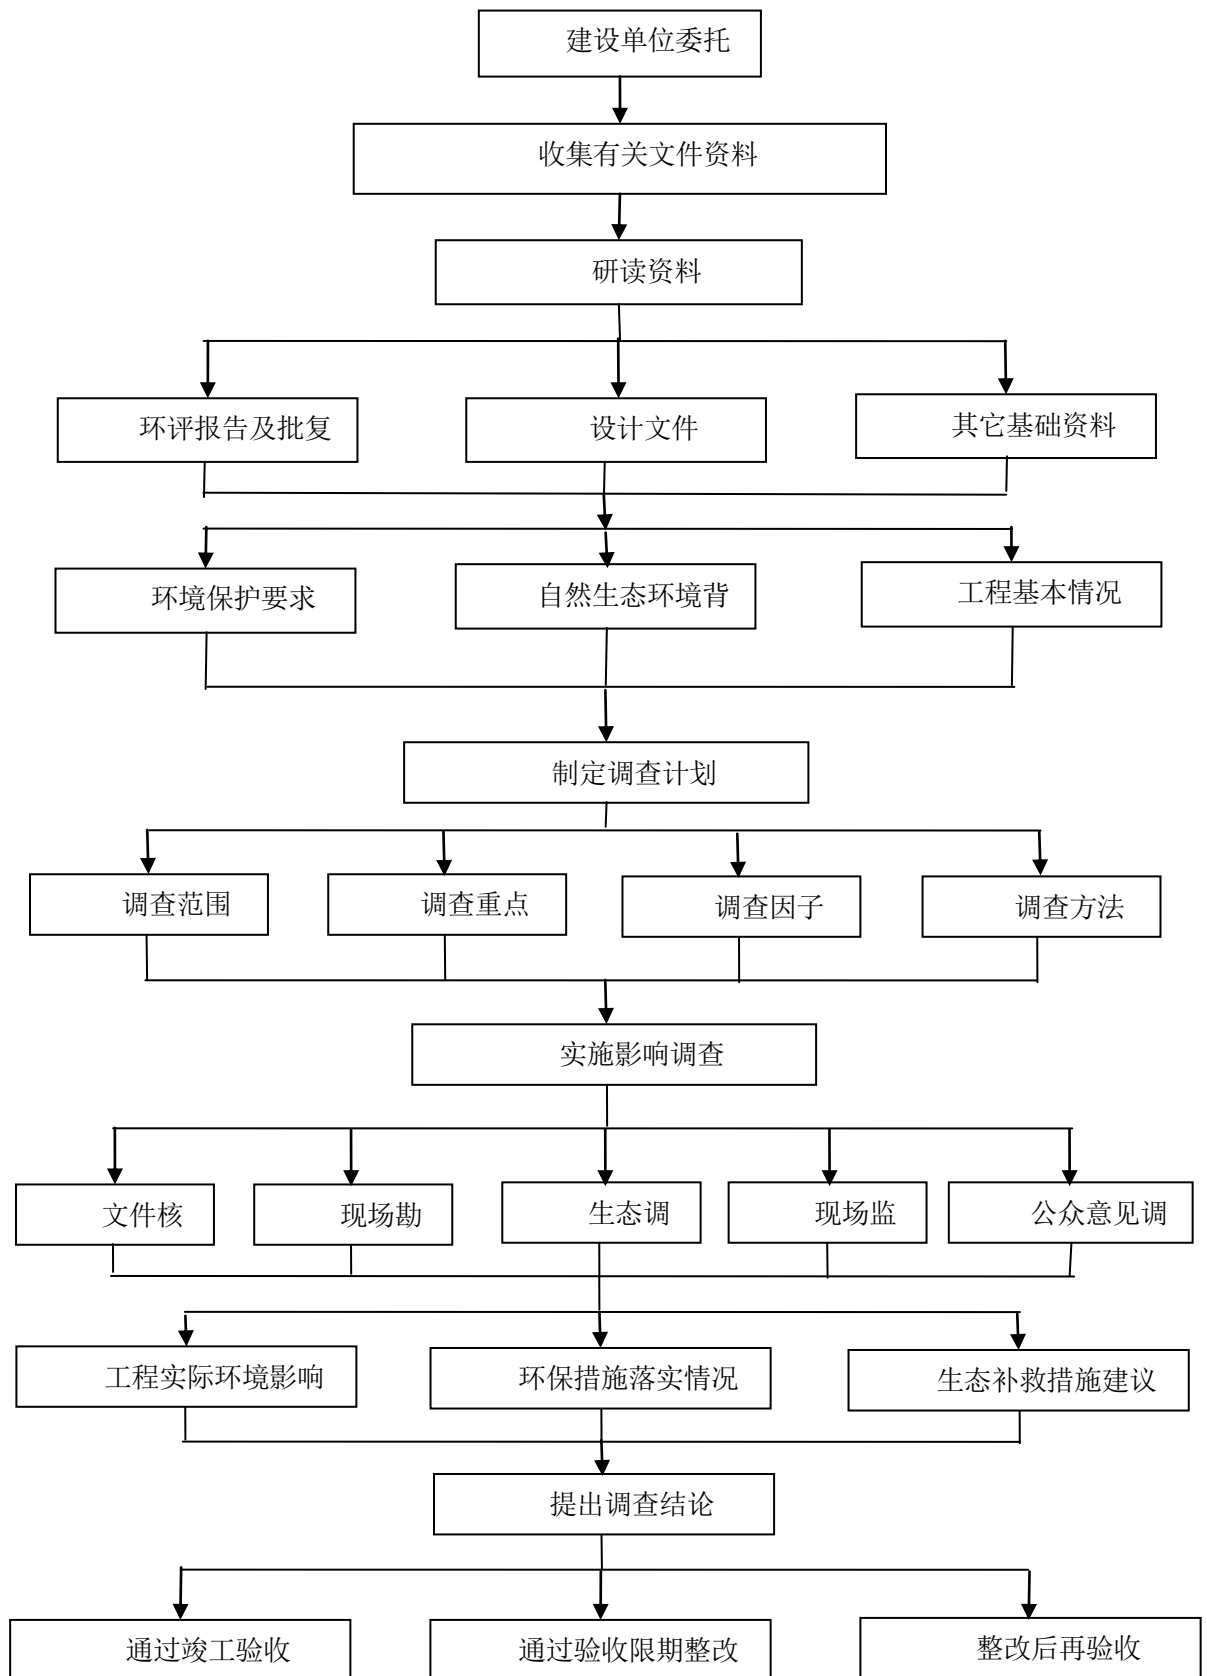 建设单位委托
收集有关文件资料
研读资料
环评报告及批复
设计文件
其它基础资料
环境保护要求
自然生态环境背
工程基本情况
制定调查计划
调查范围
调查重点
调查因子
调查方法
实施影响调查
文件核
现场勘
生态调
现场监
公众意见调
工程实际环境影响
环保措施落实情况
生态补救措施建议
提出调查结论
通过竣工验收
通过验收限期整改
整改后再验收